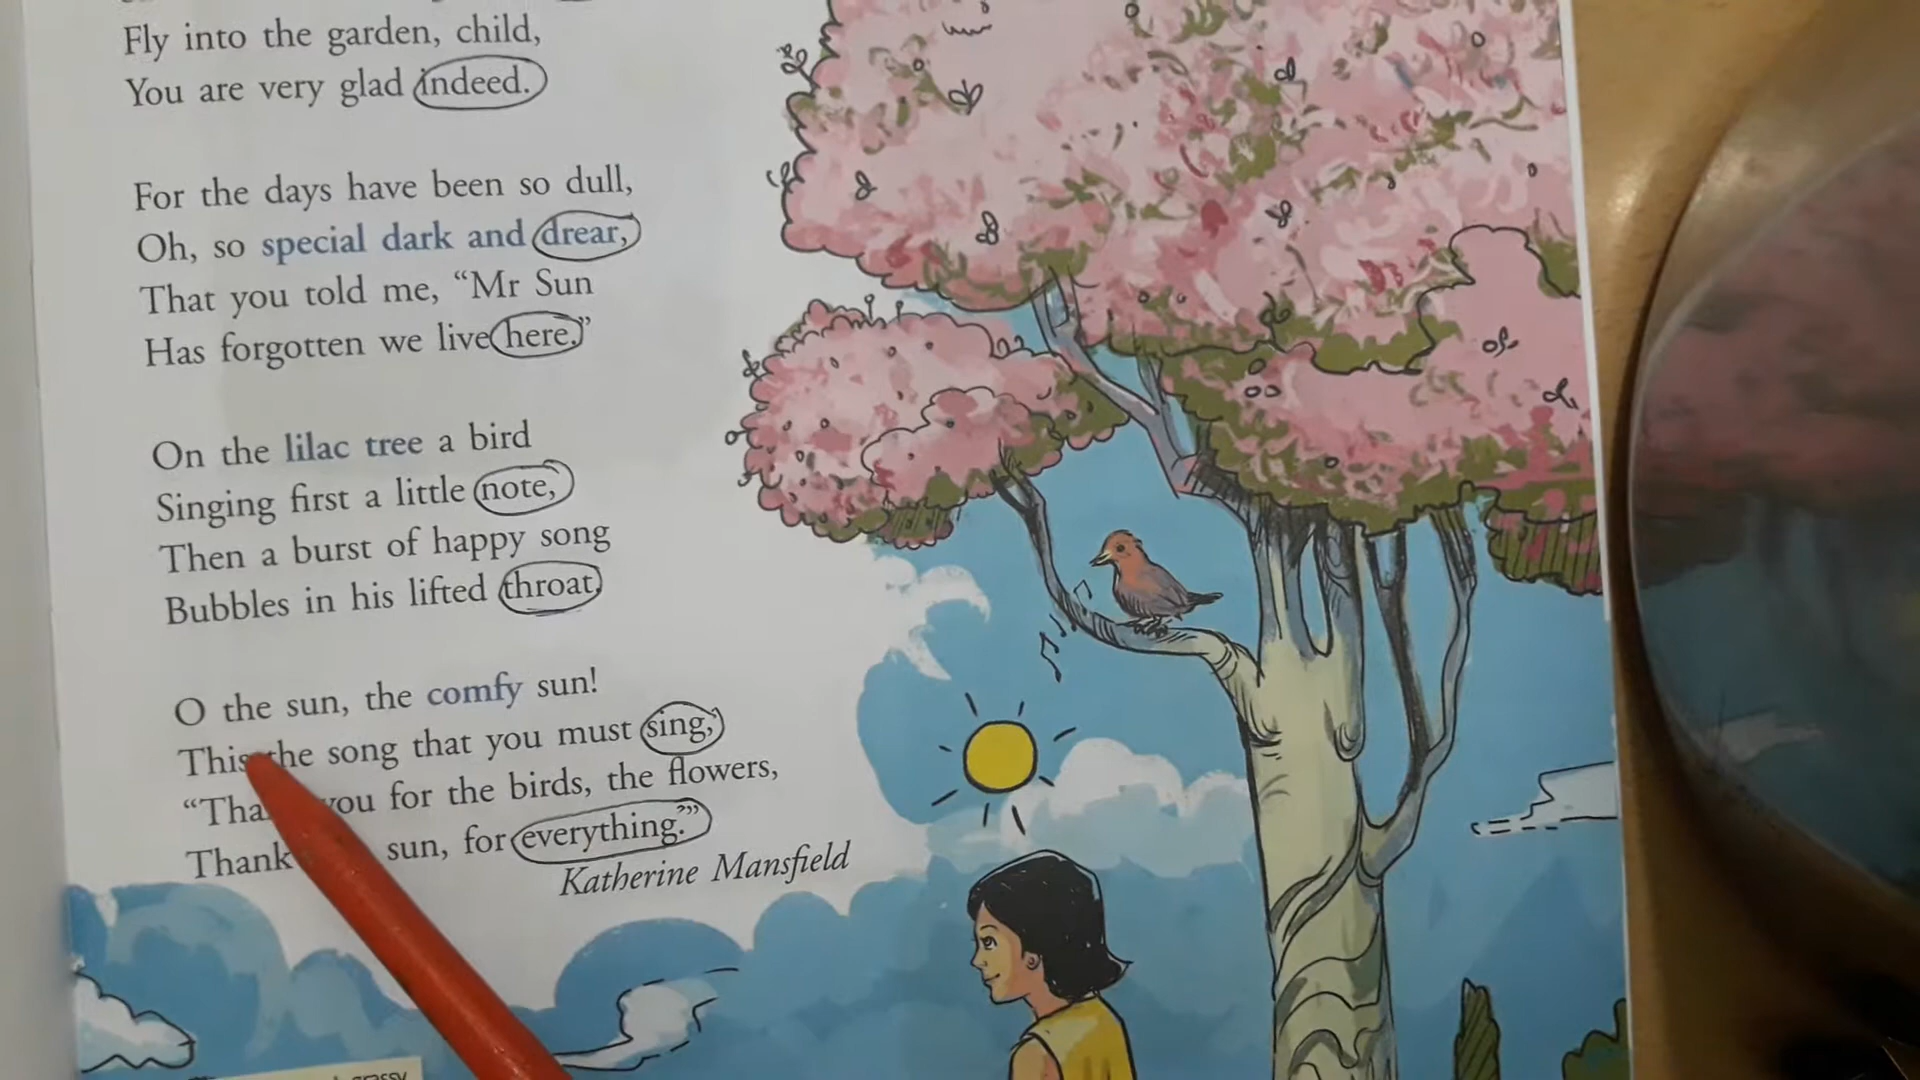 Fly into the garden, child,
You are very glad indeed.
For the days have been so dull,
Oh, so special dark and drear,
That you told me, “Mr Sun
Has forgotten we live here.”
On the lilac tree a bird
Singing first a little note,
Then a burst of happy song
Bubbles in his lifted throat,
O the sun, the comfy sun!
This the song that you must sing,
“Thank you for the birds, the flowers,
Thank sun, for everything.””
Katherine Mansfield